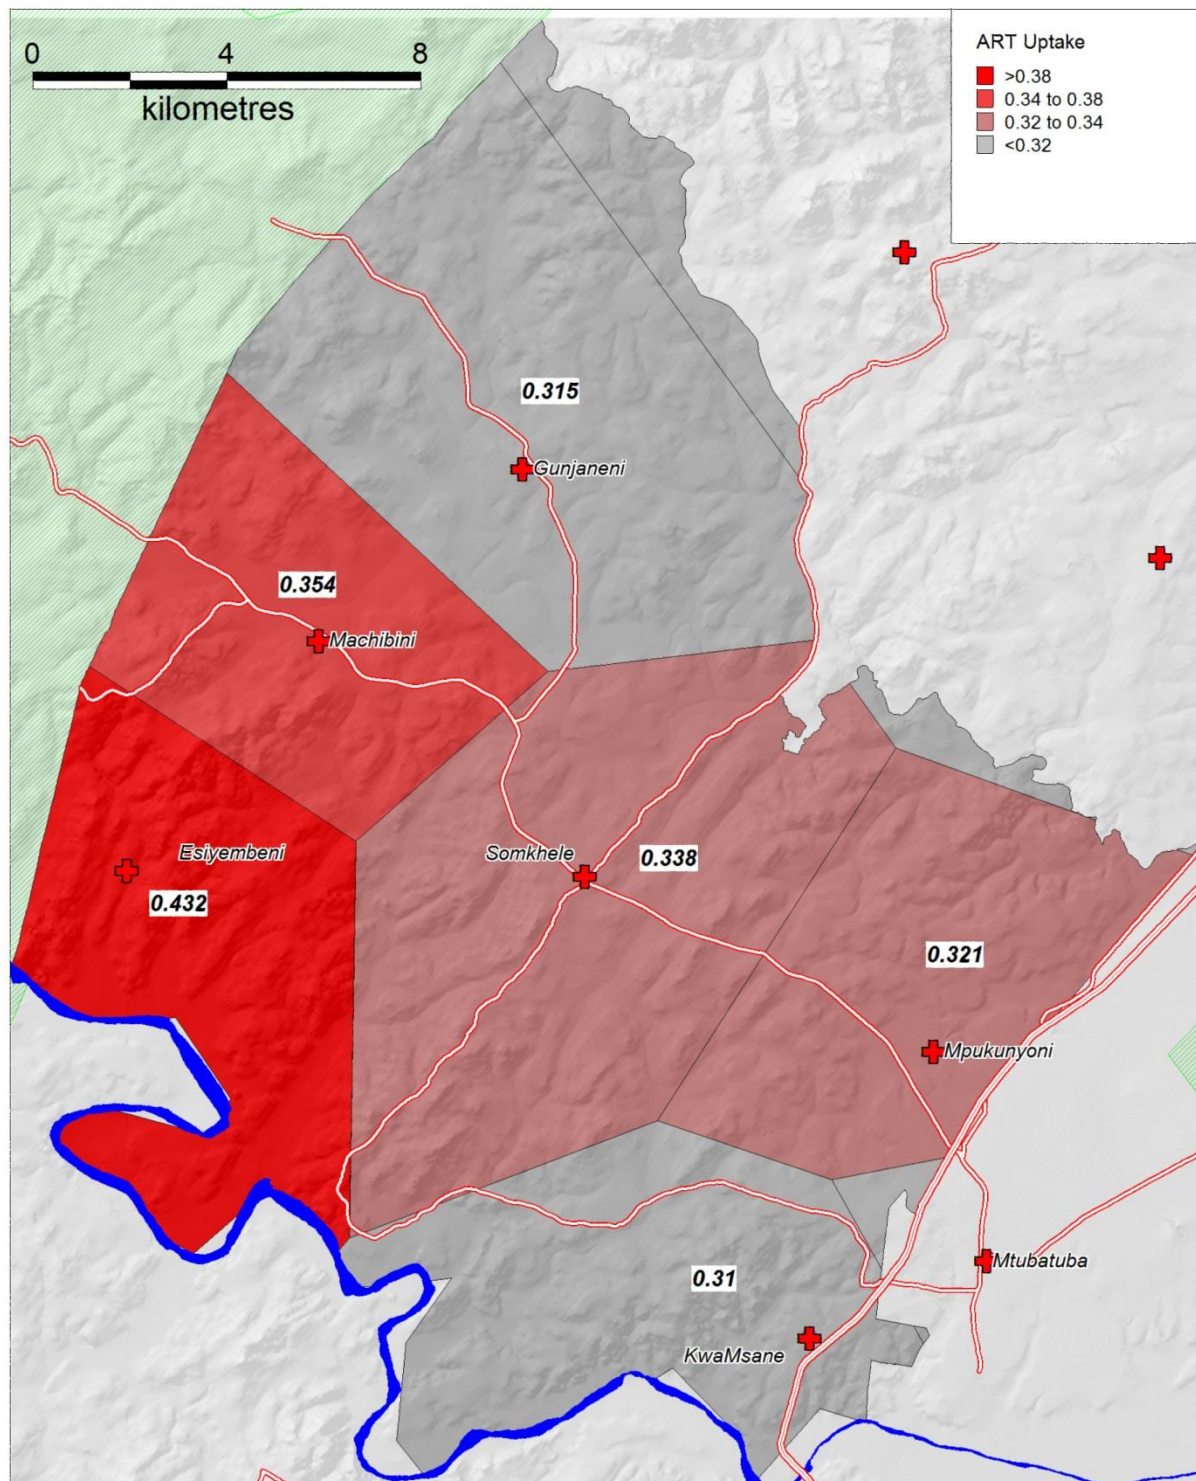 0 4 8
kilometres
ART Uptake
>0.38
0.34 to 0.38
0.32 to 0.34
<0.32
0.315
Gunjaneni
0.354
Machibini
Esiyembeni
0.432
Somkhele
0.338
0.321
Mpukunyoni
Mtubatuba
0.31
KwaMsane